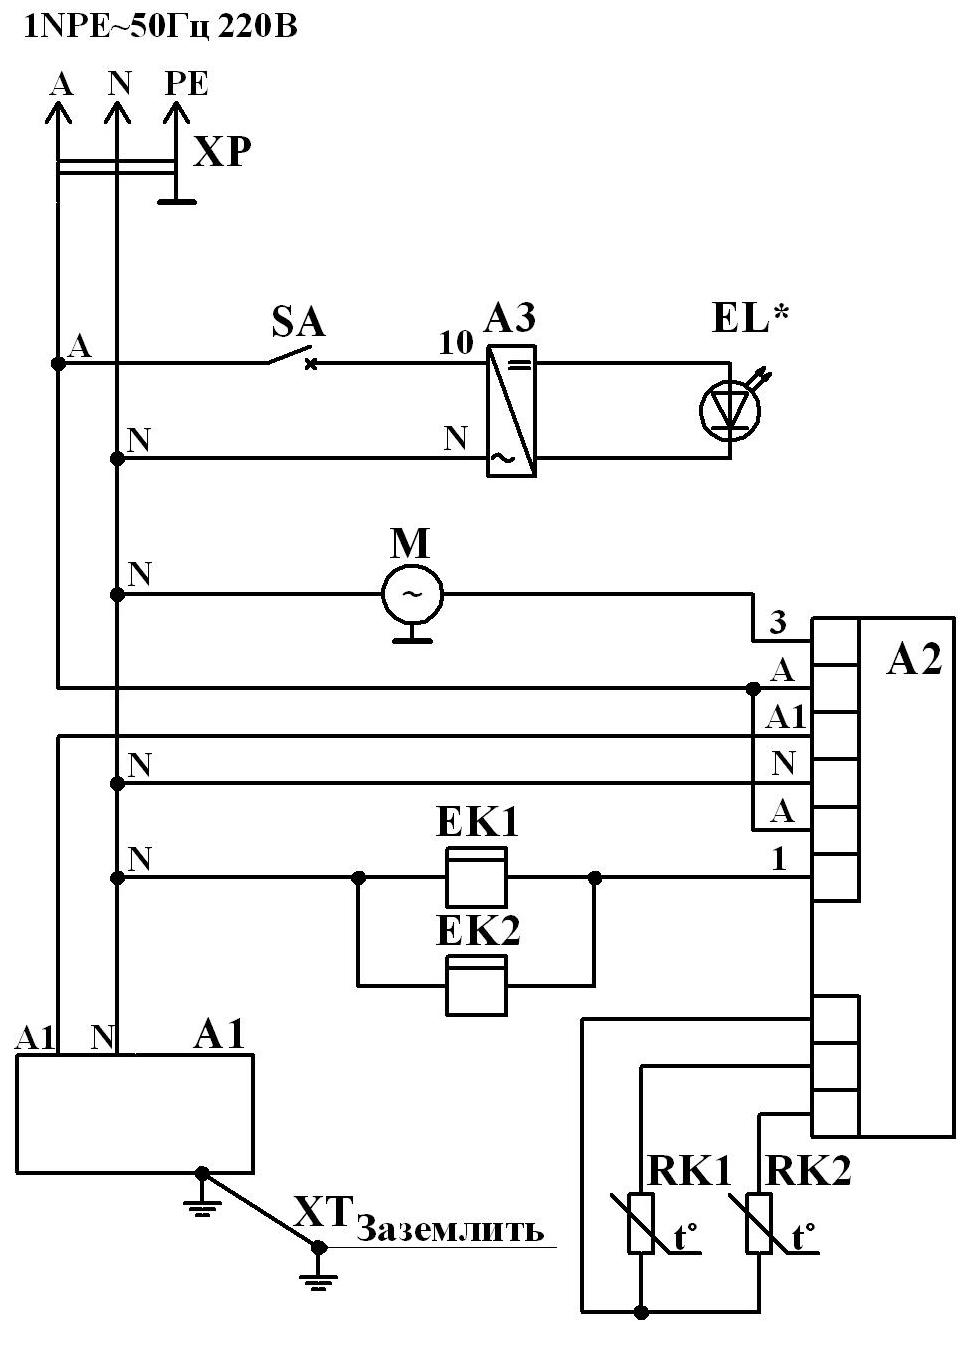 1NPE~50Гц 220В
A N PE
XP
SA A3 EL*
A 10
N N
M
~
N
3
A2
A
A1
N N
EK1
A
N 1
EK2
A1 N A1
RK1 RK2
XT Заземлить
t° t°